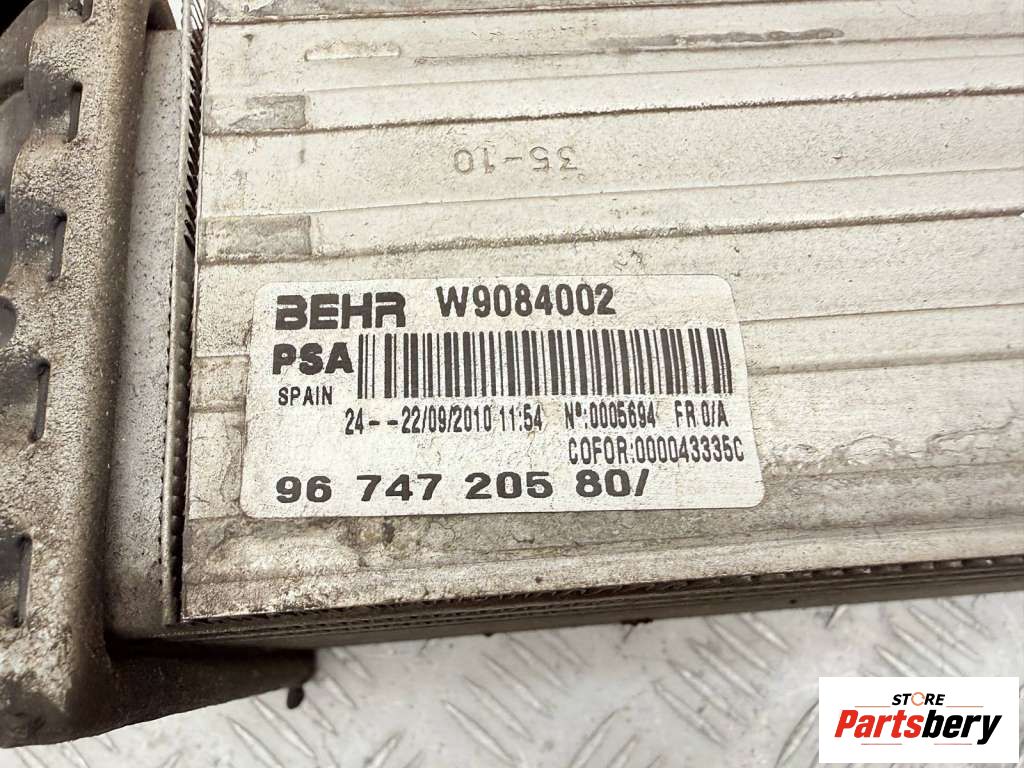 35-10
BEHR W9084002
PSA
SPAIN
24--22/09/2010 11:54 Nº:0005694 FR 0/A
COFOR:000043335C
96 747 205 80/
STORE
Partsbery